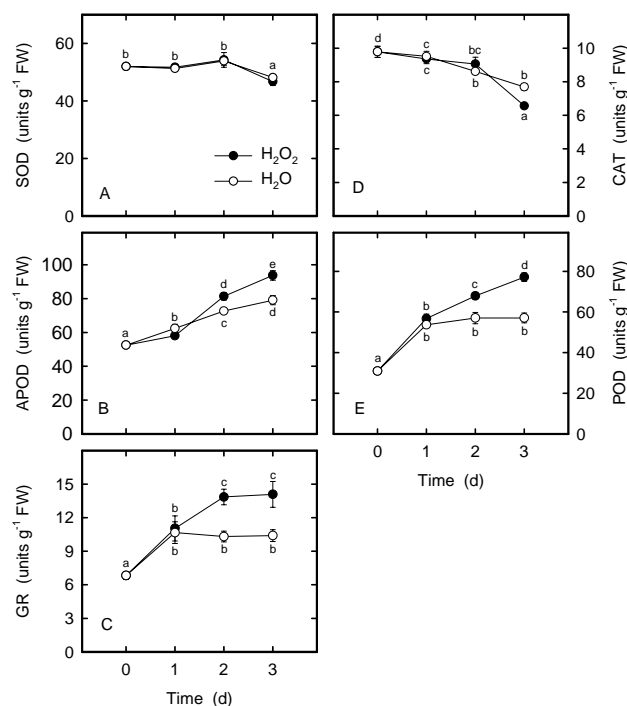 60
40
20
0
SOD (units g⁻¹ FW)
b
b
b
a
H₂O₂
H₂O
A
10
8
6
4
2
0
CAT (units g⁻¹ FW)
d
c
c
bc
b
b
a
D
100
80
60
40
20
0
APOD (units g⁻¹ FW)
a
b
d
c
e
d
B
80
60
40
20
0
POD (units g⁻¹ FW)
a
b
b
c
b
d
b
E
0 1 2 3
Time (d)
15
12
9
6
3
0
GR (units g⁻¹ FW)
a
b
b
c
b
c
b
C
0 1 2 3
Time (d)